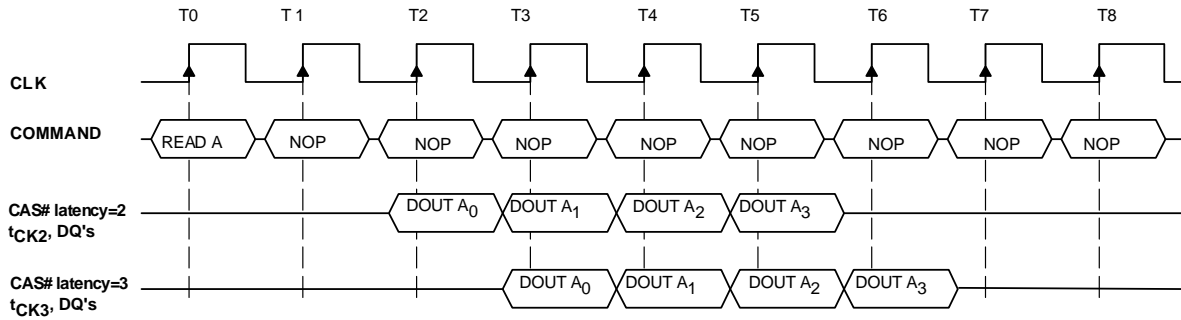 T0 T 1 T2 T3 T4 T5 T6 T7 T8
CLK
COMMAND READ A NOP NOP NOP NOP NOP NOP NOP NOP
CAS# latency=2 DOUT A0 DOUT A1 DOUT A2 DOUT A3
tCK2, DQ's
CAS# latency=3 DOUT A0 DOUT A1 DOUT A2 DOUT A3
tCK3, DQ's